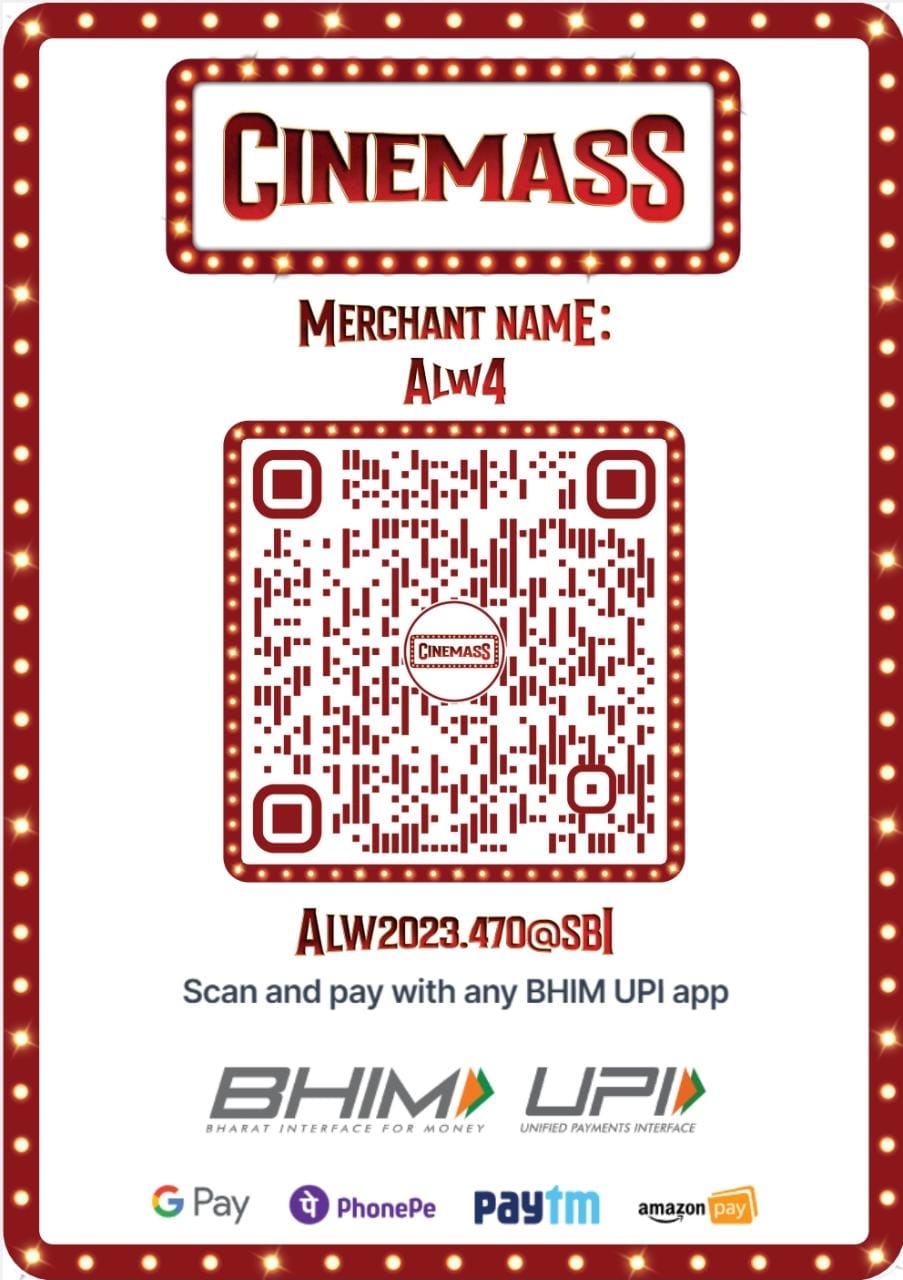 CINEMASS
MERCHANT NAME:
ALW4
CINEMASS
ALW2023.470@SBI
Scan and pay with any BHIM UPI app
BHIM UPI
BHARAT INTERFACE FOR MONEY UNIFIED PAYMENTS INTERFACE
G Pay पे PhonePe paytm amazon pay